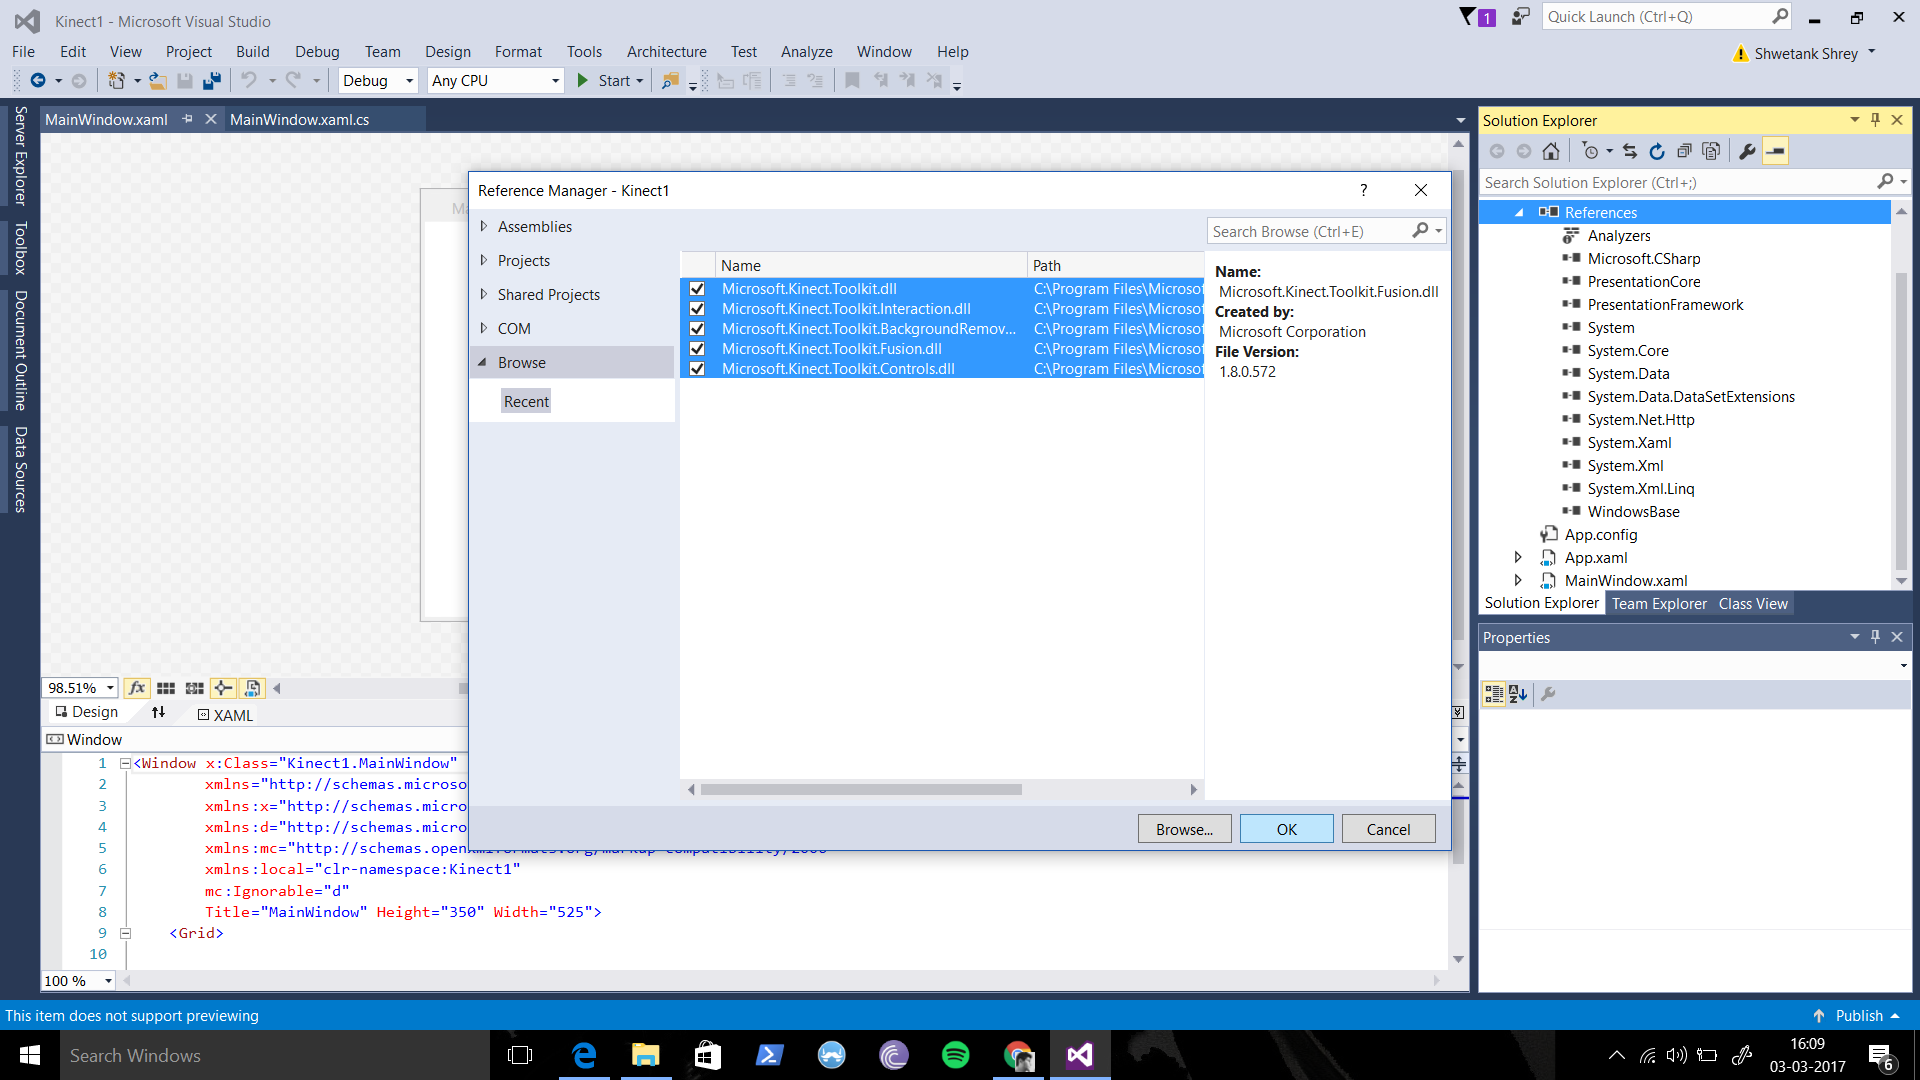 Kinect1 - Microsoft Visual Studio
1
Quick Launch (Ctrl+Q)
File Edit View Project Build Debug Team Design Format Tools Architecture Test Analyze Window Help
Shwetank Shrey
Debug
Any CPU
Start
Server Explorer
Toolbox
Document Outline
Data Sources
MainWindow.xaml
MainWindow.xaml.cs
Reference Manager - Kinect1
?
Assemblies
Projects
Shared Projects
COM
Browse
Recent
Search Browse (Ctrl+E)
Name Path
Microsoft.Kinect.Toolkit.dll C:\Program Files\Microsof
Microsoft.Kinect.Toolkit.Interaction.dll C:\Program Files\Microsof
Microsoft.Kinect.Toolkit.BackgroundRemov... C:\Program Files\Microsof
Microsoft.Kinect.Toolkit.Fusion.dll C:\Program Files\Microsof
Microsoft.Kinect.Toolkit.Controls.dll C:\Program Files\Microsof
Name:
Microsoft.Kinect.Toolkit.Fusion.dll
Created by:
Microsoft Corporation
File Version:
1.8.0.572
Browse...
OK
Cancel
98.51%
Design
XAML
Window
1 <Window x:Class="Kinect1.MainWindow"
2 xmlns="http://schemas.microso
3 xmlns:x="http://schemas.micro
4 xmlns:d="http://schemas.micro
5 xmlns:mc="http://schemas.openxmlformats.org/markup-compatibility/2006"
6 xmlns:local="clr-namespace:Kinect1"
7 mc:Ignorable="d"
8 Title="MainWindow" Height="350" Width="525">
9 <Grid>
10
100 %
Solution Explorer
Search Solution Explorer (Ctrl+;)
References
Analyzers
Microsoft.CSharp
PresentationCore
PresentationFramework
System
System.Core
System.Data
System.Data.DataSetExtensions
System.Net.Http
System.Xaml
System.Xml
System.Xml.Linq
WindowsBase
App.config
App.xaml
MainWindow.xaml
Solution Explorer Team Explorer Class View
Properties
This item does not support previewing
Publish
Search Windows
16:09
03-03-2017
6